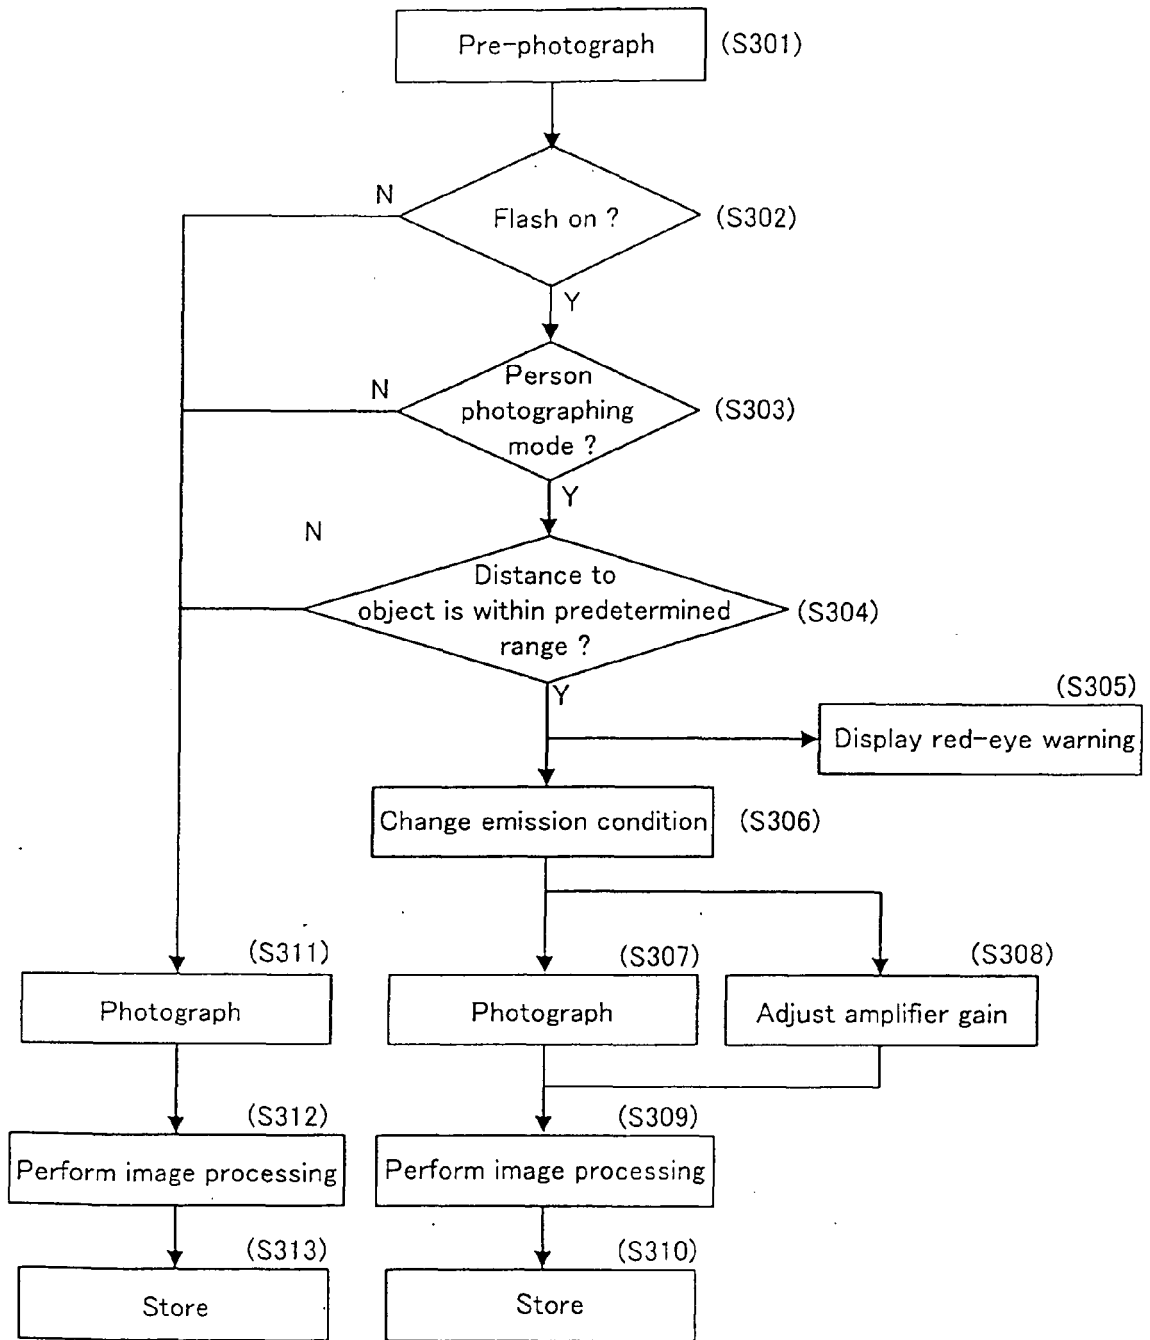 Pre-photograph (S301)
N
Flash on ? (S302)
Y
N
Person
photographing
mode ?
(S303)
Y
N
Distance to
object is within predetermined
range ?
(S304)
Y
(S305)
Display red-eye warning
Change emission condition (S306)
(S311)
Photograph
(S307)
Photograph
(S308)
Adjust amplifier gain
(S312)
Perform image processing
(S309)
Perform image processing
(S313)
Store
(S310)
Store